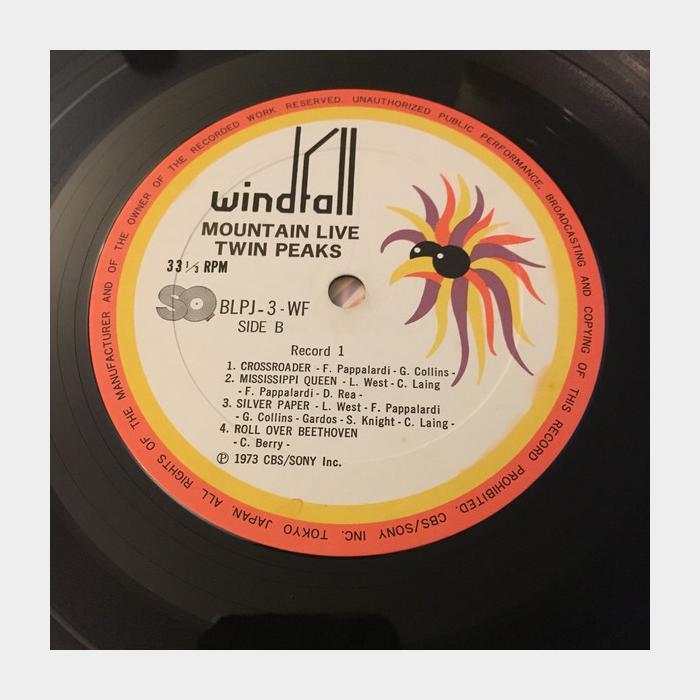 ALL RIGHTS OF THE MANUFACTURER AND OF THE OWNER OF THE RECORDED WORK RESERVED. UNAUTHORIZED PUBLIC PERFORMANCE, BROADCASTING AND COPYING OF THIS RECORD PROHIBITED. CBS/SONY INC. TOKYO JAPAN.
windfall
MOUNTAIN LIVE
TWIN PEAKS
33 1/3 RPM
SQ BLPJ-3-WF
SIDE B
Record 1
1. CROSSROADER - F. Pappalardi - G. Collins -
2. MISSISSIPPI QUEEN - L. West - C. Laing
- F. Pappalardi - D. Rea -
3. SILVER PAPER - L. West - F. Pappalardi
- G. Collins - Gardos - S. Knight - C. Laing -
4. ROLL OVER BEETHOVEN
- C. Berry -
℗ 1973 CBS/SONY Inc.